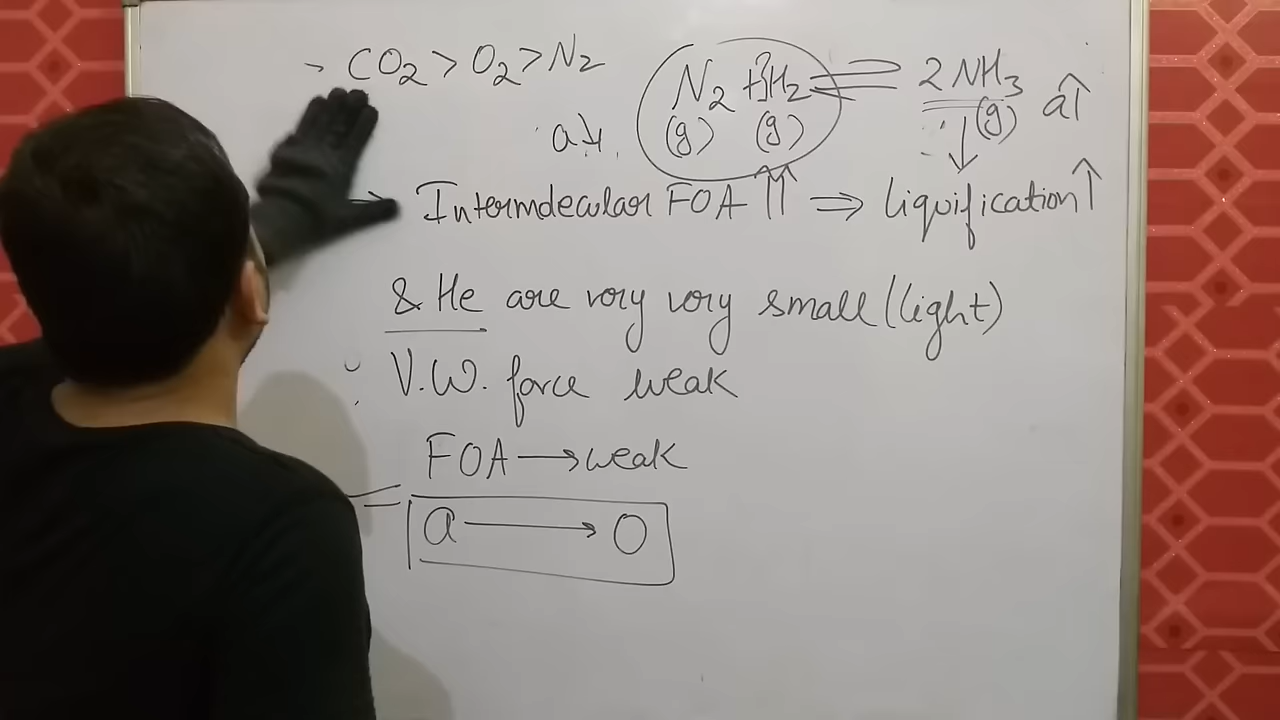 → CO₂ > O₂ > N₂
N₂ + 3H₂ ⇌ 2NH₃
(g) (g) (g)
a↓ a↑
→ Intermdecular FOA ↑↑ ⇒ Liquification ↑
& He are very very small (light)
∵ V.W. force weak
FOA → weak
a → 0